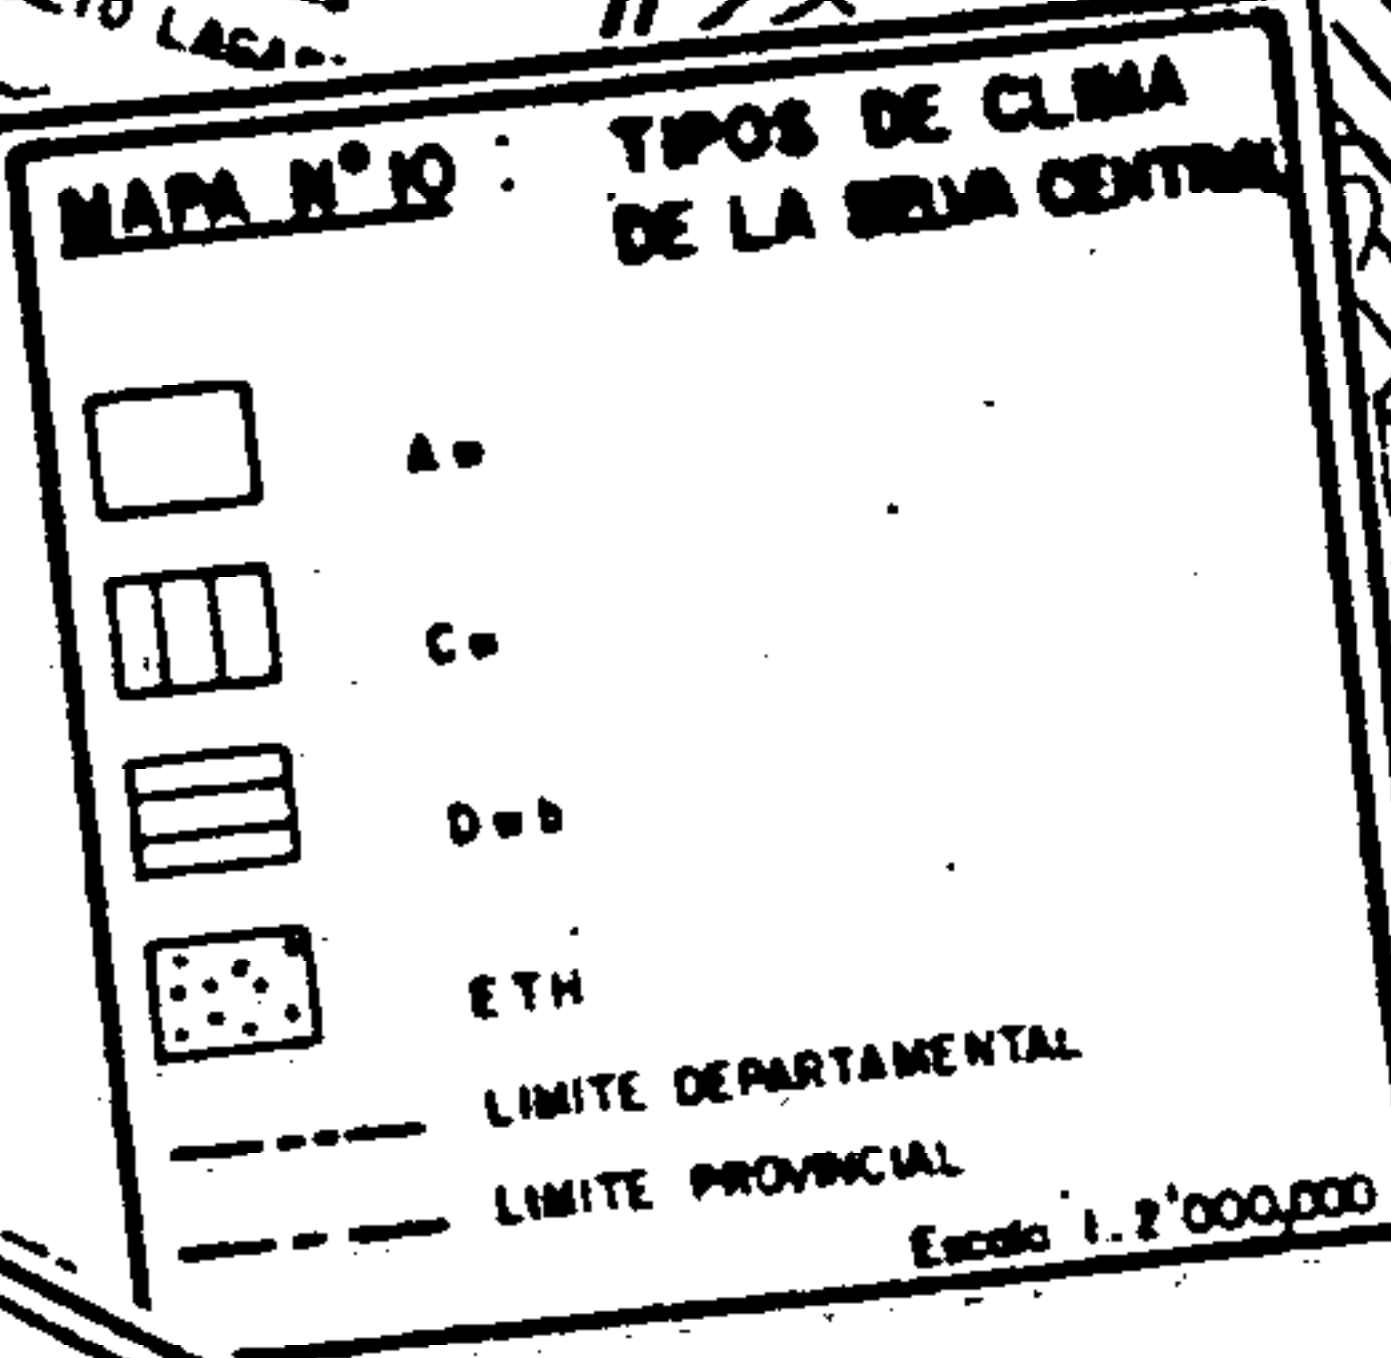 MAPA N° 10 : TIPOS DE CLIMA
DE LA SELVA CENTRAL
Aw
Cw
Dwb
ETH
LIMITE DEPARTAMENTAL
LIMITE PROVINCIAL
Escala 1:2'000,000